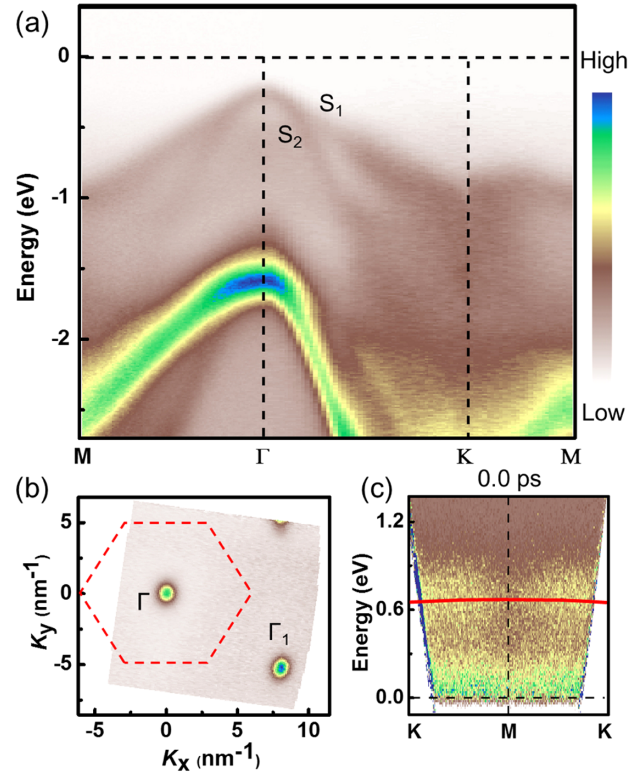 (a)
0
High
S1
S2
-1
Energy (eV)
-2
Low
M Γ K M
(b)
5
0
-5
Ky (nm-1)
Γ
Γ1
-5 0 5 10
Kx (nm-1)
(c)
0.0 ps
1.2
0.6
0.0
Energy (eV)
K M K